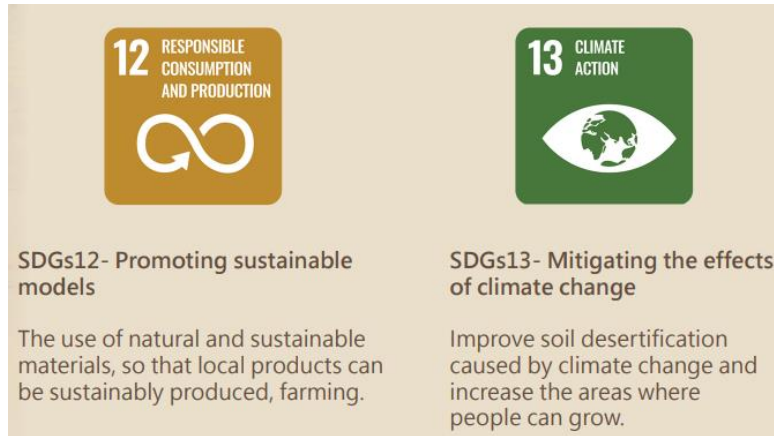 12 RESPONSIBLE
CONSUMPTION
AND PRODUCTION
13 CLIMATE
ACTION
SDGs12- Promoting sustainable
models
The use of natural and sustainable
materials, so that local products can
be sustainably produced, farming.
SDGs13- Mitigating the effects
of climate change
Improve soil desertification
caused by climate change and
increase the areas where
people can grow.